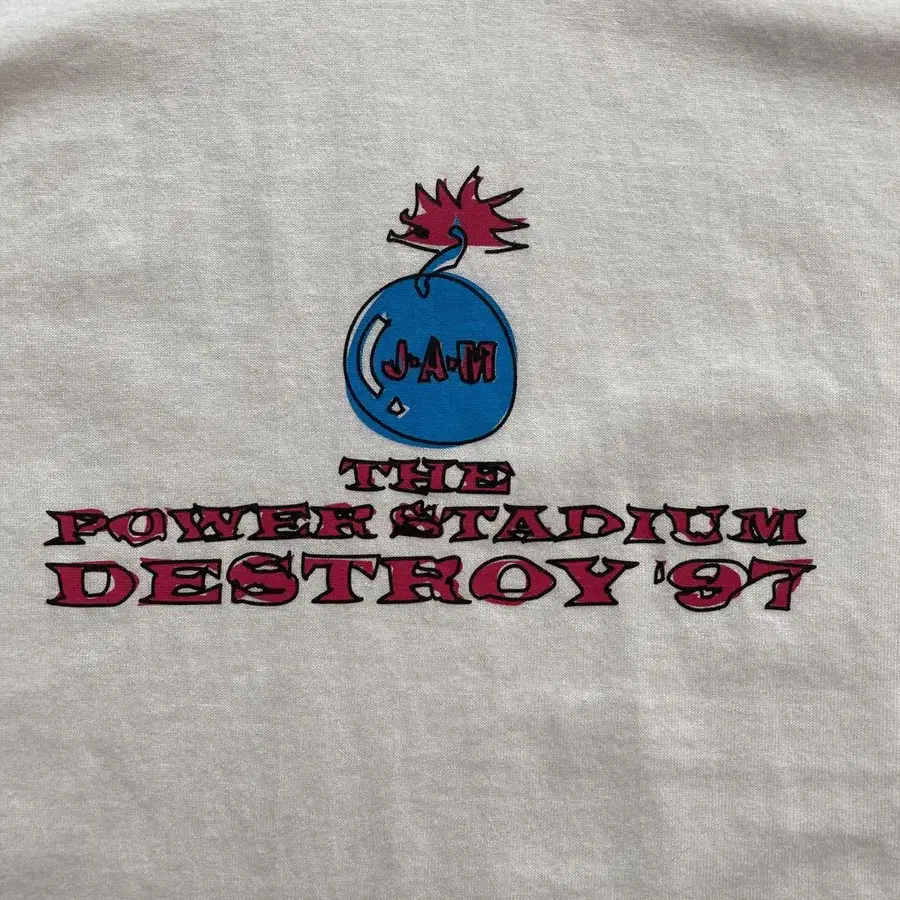 J·A·M
THE
POWER STADIUM
DESTROY '97